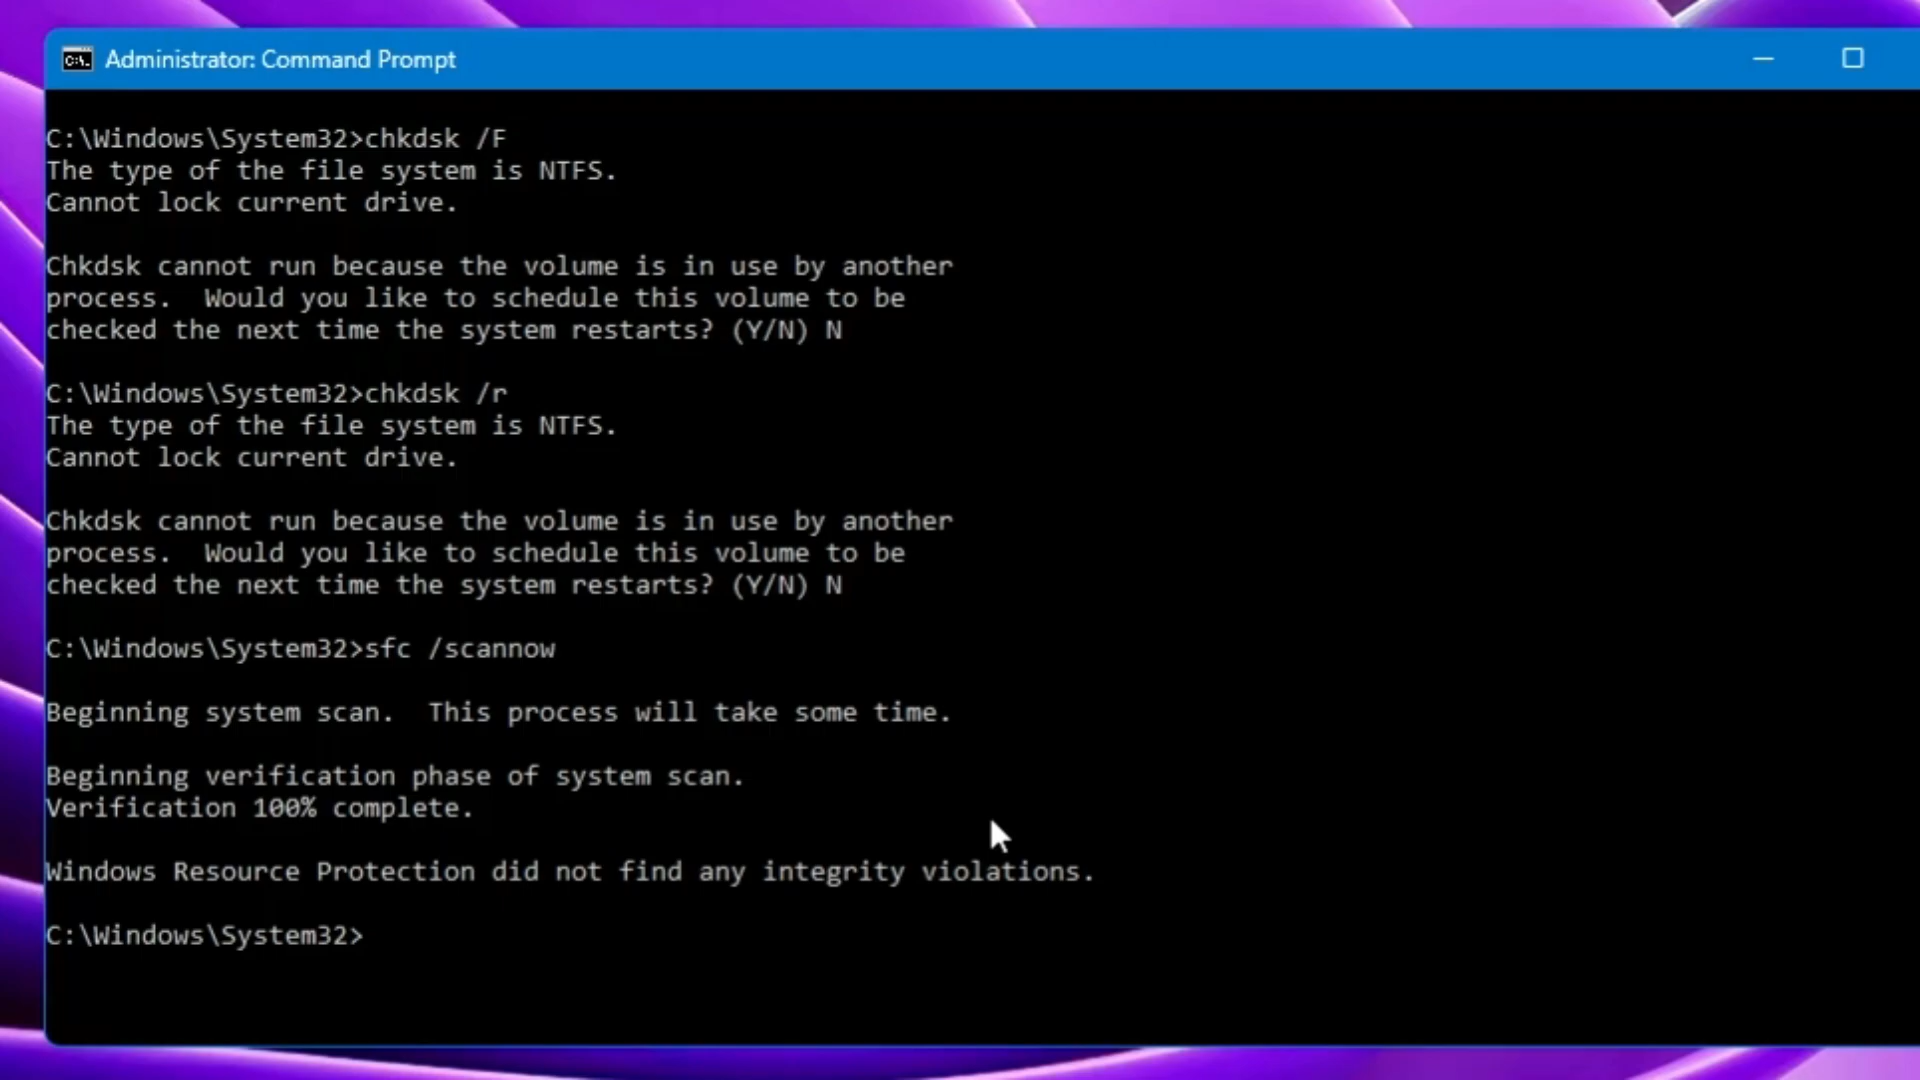 Administrator: Command Prompt
C:\Windows\System32>chkdsk /F
The type of the file system is NTFS.
Cannot lock current drive.
Chkdsk cannot run because the volume is in use by another
process.  Would you like to schedule this volume to be
checked the next time the system restarts? (Y/N) N
C:\Windows\System32>chkdsk /r
The type of the file system is NTFS.
Cannot lock current drive.
Chkdsk cannot run because the volume is in use by another
process.  Would you like to schedule this volume to be
checked the next time the system restarts? (Y/N) N
C:\Windows\System32>sfc /scannow
Beginning system scan.  This process will take some time.
Beginning verification phase of system scan.
Verification 100% complete.
Windows Resource Protection did not find any integrity violations.
C:\Windows\System32>